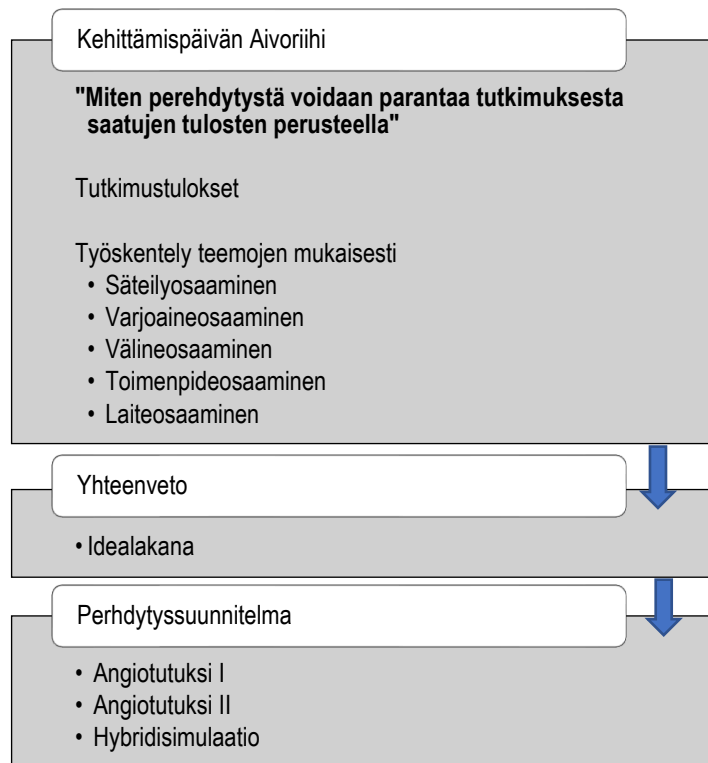 Kehittämispäivän Aivoriihi
"Miten perehdytystä voidaan parantaa tutkimuksesta
saatujen tulosten perusteella"
Tutkimustulokset
Työskentely teemojen mukaisesti
• Säteilyosaaminen
• Varjoaineosaaminen
• Välineosaaminen
• Toimenpideosaaminen
• Laiteosaaminen
Yhteenveto
• Idealakana
Perhdytyssuunnitelma
• Angiotutuksi I
• Angiotutuksi II
• Hybridisimulaatio